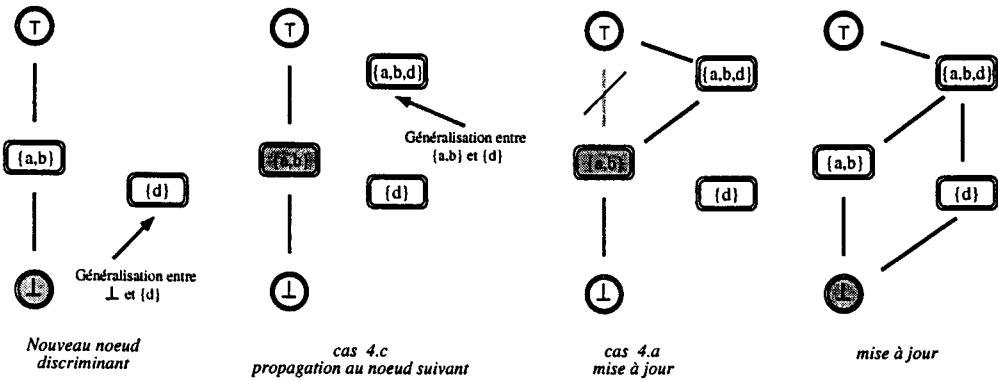 ⊤
{a,b}
{d}
Généralisation entre
⊥ et {d}
⊥
Nouveau noeud
discriminant
⊤
{a,b,d}
Généralisation entre
{a,b} et {d}
{a,b}
{d}
⊥
cas 4.c
propagation au noeud suivant
⊤
{a,b,d}
{a,b}
{d}
⊥
cas 4.a
mise à jour
⊤
{a,b,d}
{a,b}
{d}
⊥
mise à jour